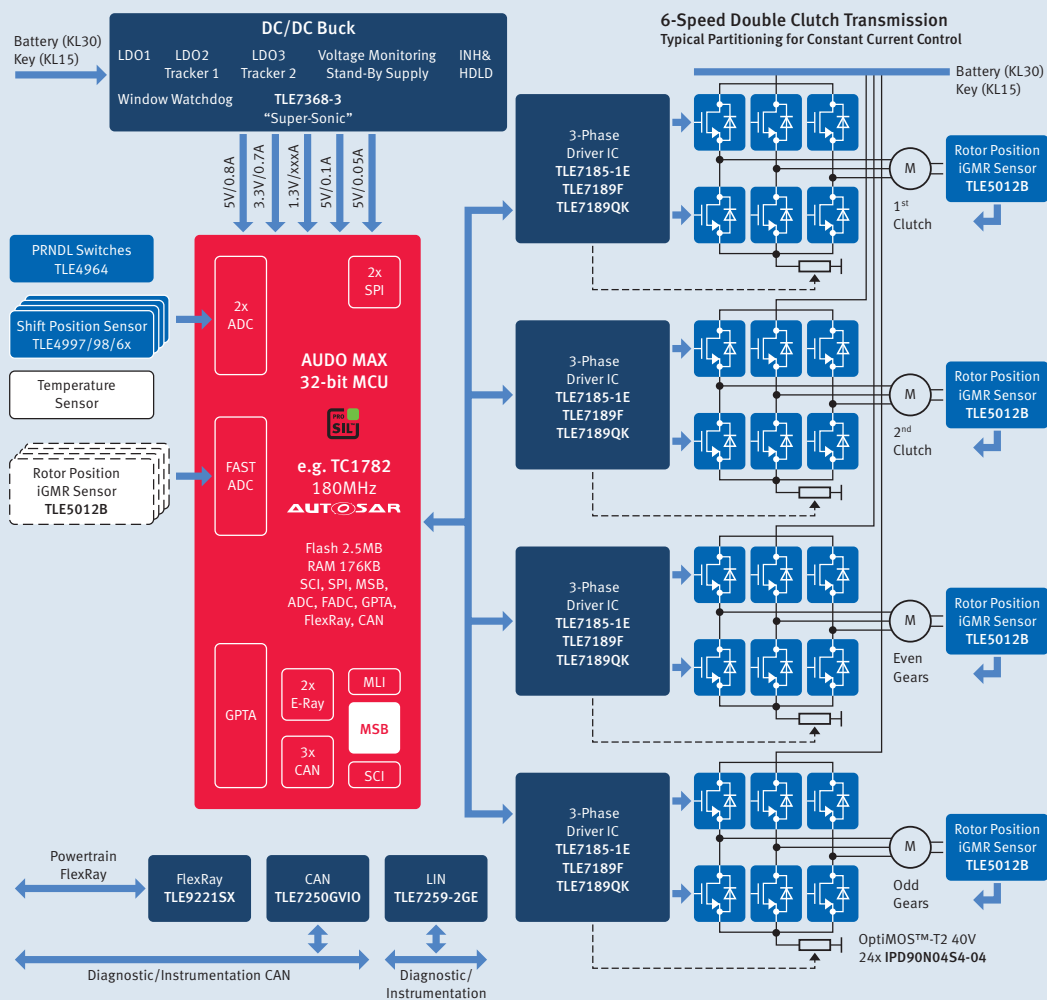 DC/DC Buck
Battery (KL30)
Key (KL15)
LDO1
LDO2
Tracker 1
LDO3
Tracker 2
Voltage Monitoring
Stand-By Supply
INH&
HDLD
Window Watchdog
TLE7368-3
“Super-Sonic”
5V/0.8A
3.3V/0.7A
1.3V/xxxA
5V/0.1A
5V/0.05A
6-Speed Double Clutch Transmission
Typical Partitioning for Constant Current Control
Battery (KL30)
Key (KL15)
PRNDL Switches
TLE4964
Shift Position Sensor
TLE4997/98/6x
Temperature
Sensor
Rotor Position
iGMR Sensor
TLE5012B
2x
ADC
2x
SPI
AUDO MAX
32-bit MCU
PRO
SIL™
FAST
ADC
e.g. TC1782
180MHz
AUTOSAR
Flash 2.5MB
RAM 176KB
SCI, SPI, MSB,
ADC, FADC, GPTA,
FlexRay, CAN
GPTA
2x
E-Ray
MLI
MSB
3x
CAN
SCI
3-Phase
Driver IC
TLE7185-1E
TLE7189F
TLE7189QK
M
1st
Clutch
Rotor Position
iGMR Sensor
TLE5012B
3-Phase
Driver IC
TLE7185-1E
TLE7189F
TLE7189QK
M
2nd
Clutch
Rotor Position
iGMR Sensor
TLE5012B
3-Phase
Driver IC
TLE7185-1E
TLE7189F
TLE7189QK
M
Even
Gears
Rotor Position
iGMR Sensor
TLE5012B
3-Phase
Driver IC
TLE7185-1E
TLE7189F
TLE7189QK
M
Odd
Gears
Rotor Position
iGMR Sensor
TLE5012B
OptiMOS™-T2 40V
24x IPD90N04S4-04
Powertrain
FlexRay
FlexRay
TLE9221SX
CAN
TLE7250GVIO
LIN
TLE7259-2GE
Diagnostic/Instrumentation CAN
Diagnostic/
Instrumentation